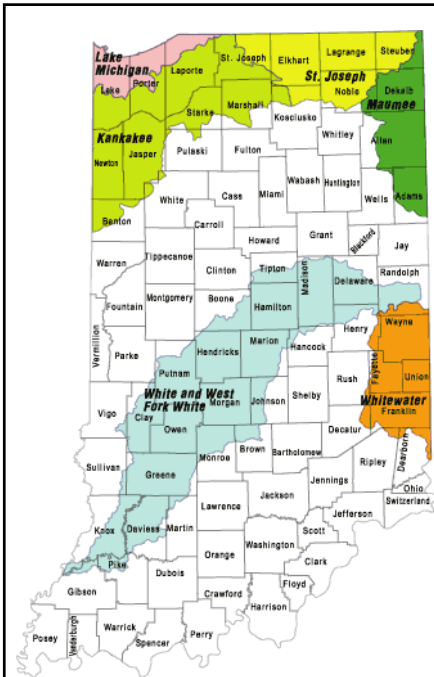 Lake
Michigan
Lake
Porter
Laporte
St. Joseph
Elkhart
Lagrange
Steuben
St. Joseph
Noble
Dekalb
Maumee
Marshall
Starke
Kosciusko
Kankakee
Newton
Jasper
Pulaski
Fulton
Whitley
Allen
Wabash
Huntington
Miami
Cass
White
Wells
Adams
Benton
Carroll
Grant
Blackford
Jay
Howard
Warren
Tippecanoe
Clinton
Tipton
Madison
Delaware
Randolph
Fountain
Montgomery
Boone
Hamilton
Henry
Wayne
Vermillion
Parke
Hendricks
Marion
Hancock
Fayette
Union
Putnam
Rush
Shelby
White and West
Fork White
Morgan
Johnson
Whitewater
Franklin
Vigo
Clay
Owen
Decatur
Dearborn
Sullivan
Monroe
Brown
Bartholomew
Ripley
Greene
Jennings
Ohio
Switzerland
Jackson
Lawrence
Jefferson
Knox
Daviess
Martin
Scott
Orange
Washington
Clark
Pike
Dubois
Floyd
Gibson
Crawford
Harrison
Posey
Vanderburgh
Warrick
Spencer
Perry